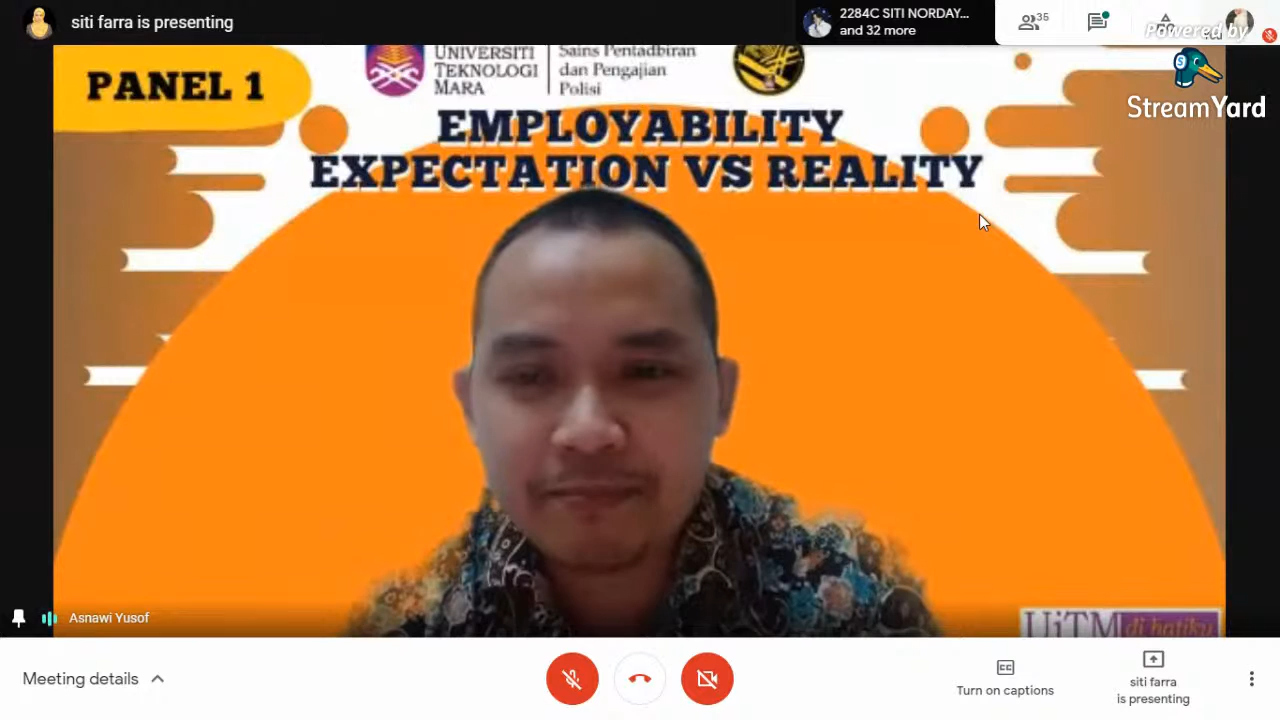 siti farra is presenting
2284C SITI NORDAY...
and 32 more
35
Powered by
StreamYard
PANEL 1
UNIVERSITI
TEKNOLOGI
MARA
Sains Pentadbiran
dan Pengajian
Polisi
EMPLOYABILITY
EXPECTATION VS REALITY
Asnawi Yusof
UiTM di hatiku
Meeting details
CC
Turn on captions
siti farra
is presenting